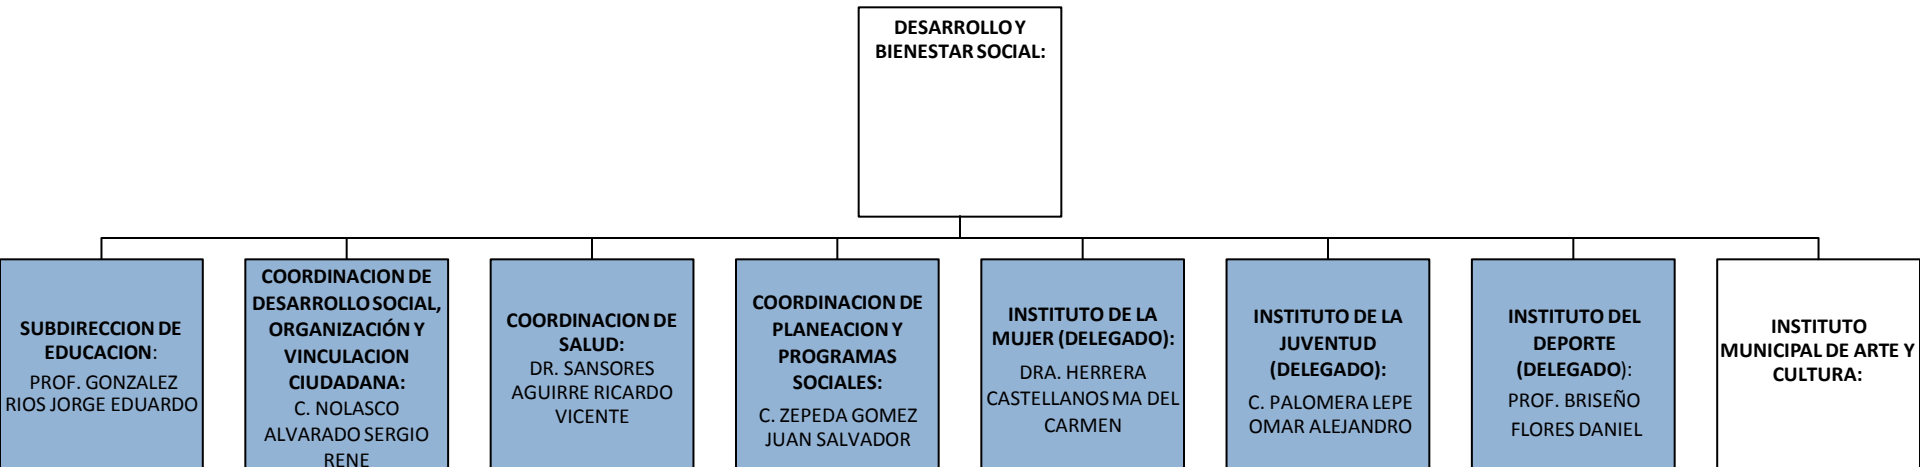 DESARROLLO Y
BIENESTAR SOCIAL:
SUBDIRECCION DE
EDUCACION:
PROF. GONZALEZ
RIOS JORGE EDUARDO
COORDINACION DE
DESARROLLO SOCIAL,
ORGANIZACIÓN Y
VINCULACION
CIUDADANA:
C. NOLASCO
ALVARADO SERGIO
RENE
COORDINACION DE
SALUD:
DR. SANSORES
AGUIRRE RICARDO
VICENTE
COORDINACION DE
PLANEACION Y
PROGRAMAS
SOCIALES:
C. ZEPEDA GOMEZ
JUAN SALVADOR
INSTITUTO DE LA
MUJER (DELEGADO):
DRA. HERRERA
CASTELLANOS MA DEL
CARMEN
INSTITUTO DE LA
JUVENTUD
(DELEGADO):
C. PALOMERA LEPE
OMAR ALEJANDRO
INSTITUTO DEL
DEPORTE
(DELEGADO):
PROF. BRISEÑO
FLORES DANIEL
INSTITUTO
MUNICIPAL DE ARTE Y
CULTURA: